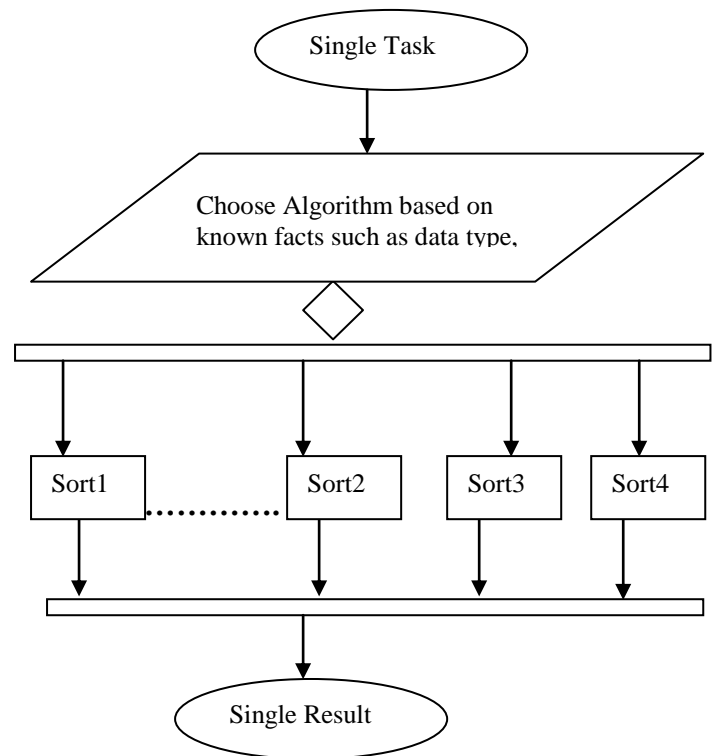 Single Task
Choose Algorithm based on
known facts such as data type,
Sort1
Sort2
Sort3
Sort4
Single Result